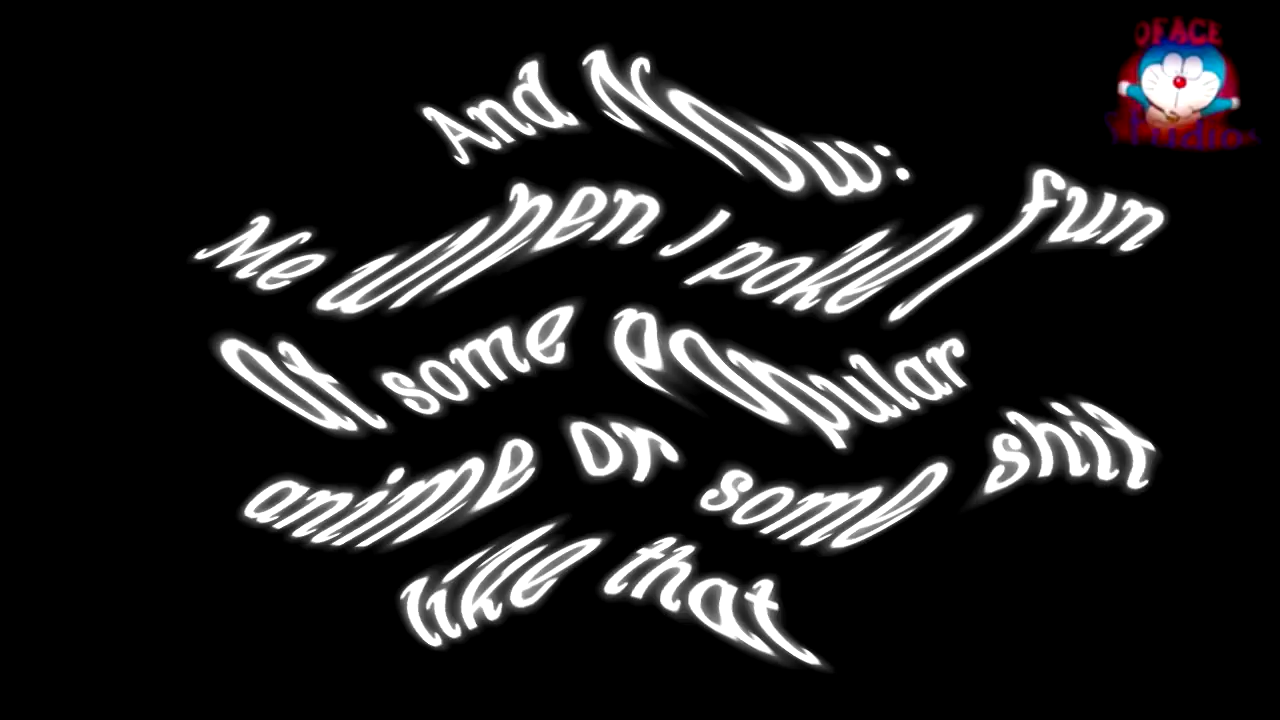 And Now:
Me when I poke fun
At some popular
anime or some shit
like that